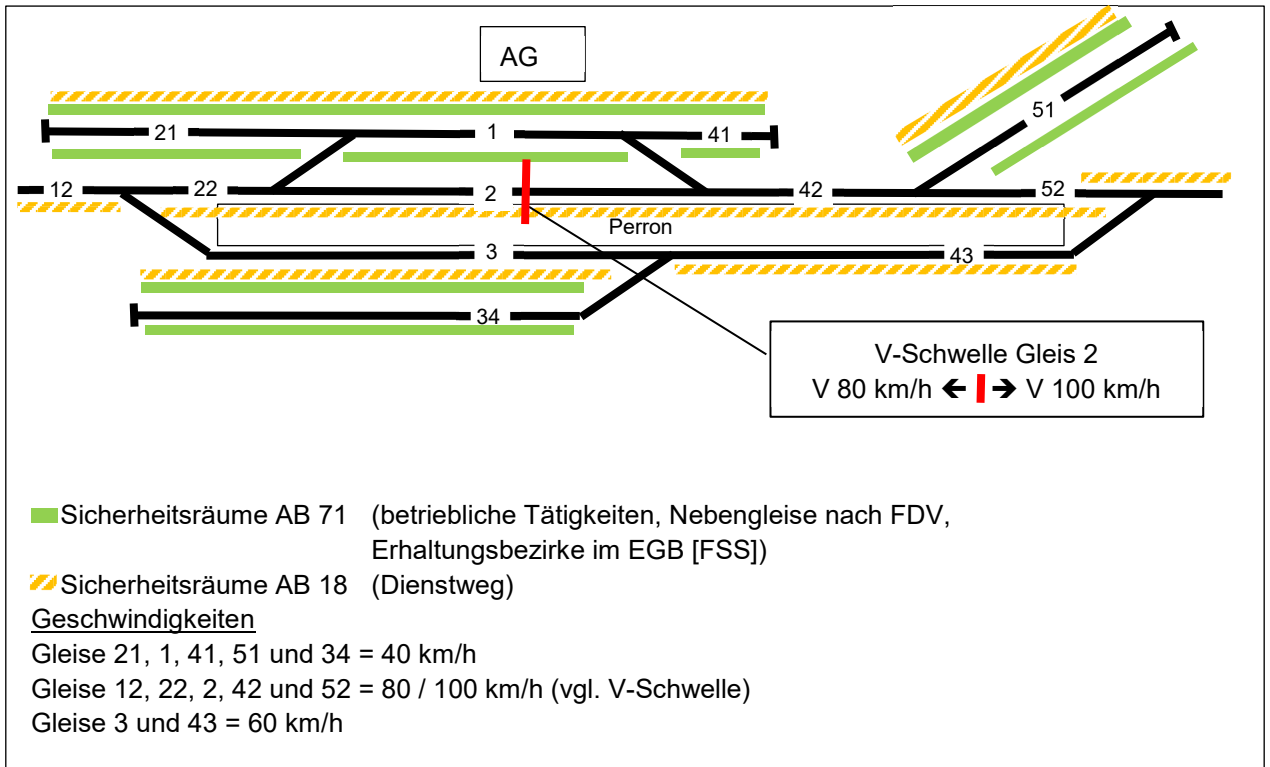 AG
51
21
1
41
12
22
2
42
52
Perron
3
43
34
V-Schwelle Gleis 2
V 80 km/h ← → V 100 km/h
Sicherheitsräume AB 71 (betriebliche Tätigkeiten, Nebengleise nach FDV,
Erhaltungsbezirke im EGB [FSS])
Sicherheitsräume AB 18 (Dienstweg)
Geschwindigkeiten
Gleise 21, 1, 41, 51 und 34 = 40 km/h
Gleise 12, 22, 2, 42 und 52 = 80 / 100 km/h (vgl. V-Schwelle)
Gleise 3 und 43 = 60 km/h